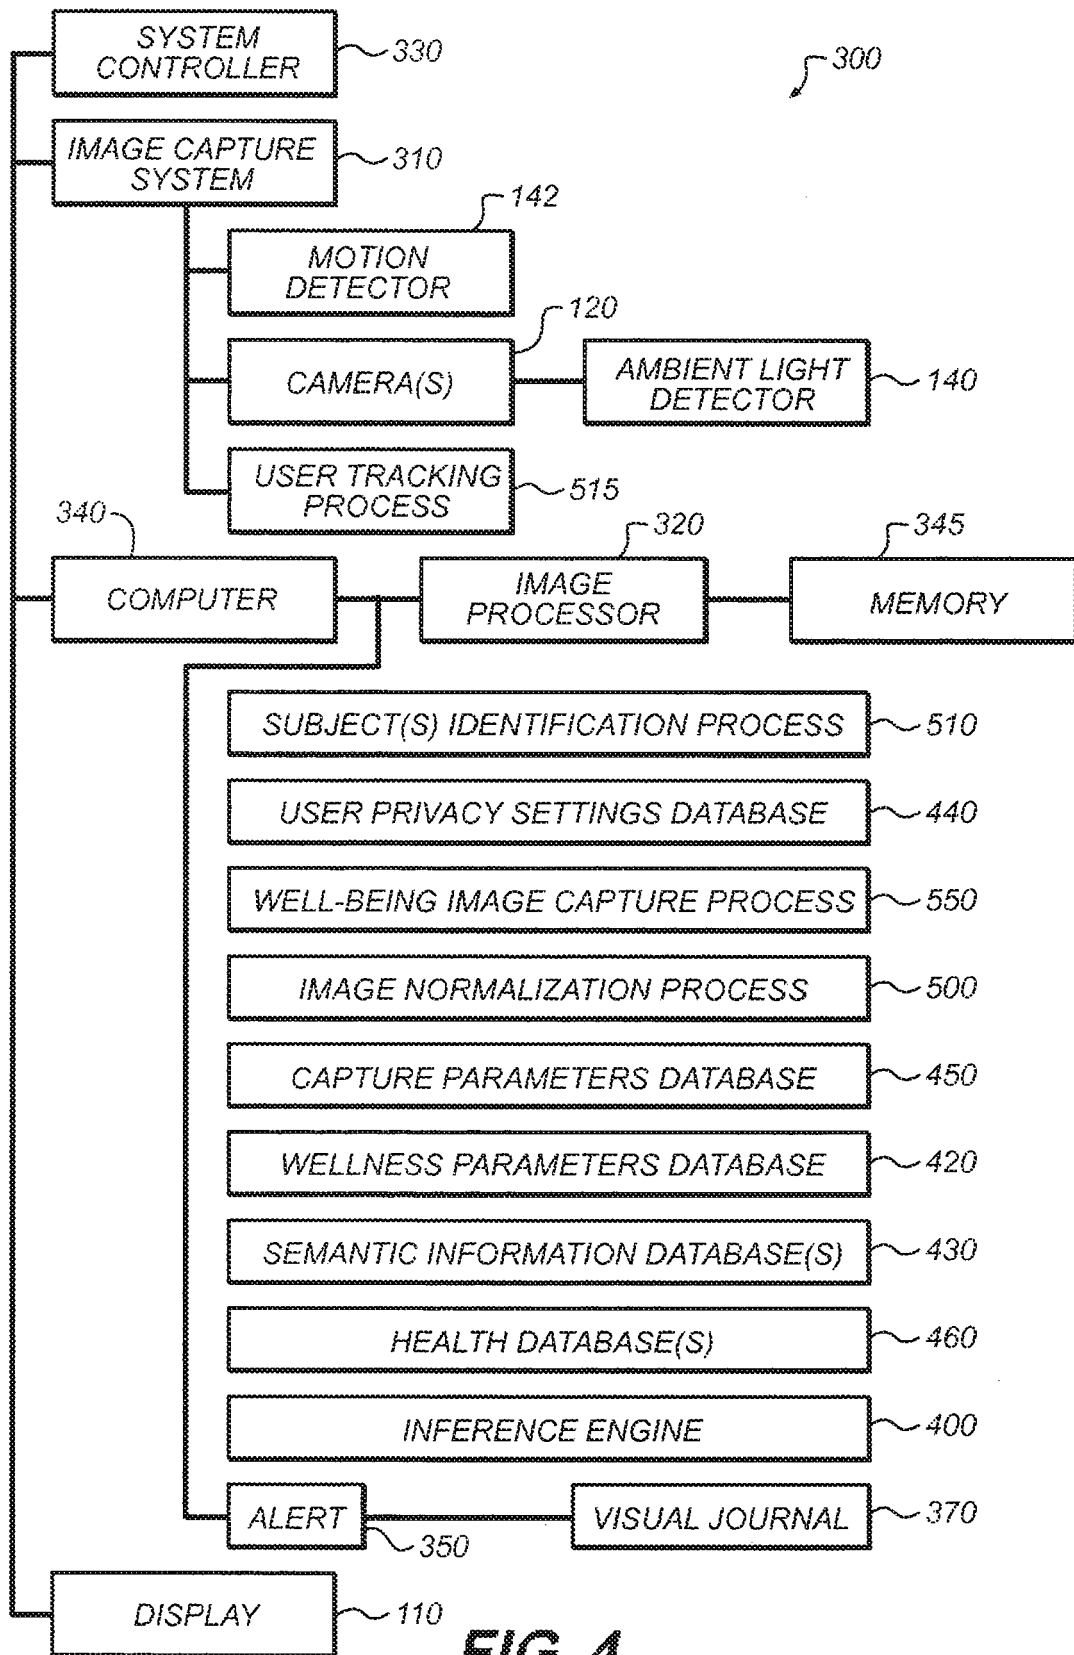 SYSTEM
CONTROLLER
330
300
IMAGE CAPTURE
SYSTEM
310
142
MOTION
DETECTOR
120
CAMERA(S)
AMBIENT LIGHT
DETECTOR
140
USER TRACKING
PROCESS
515
340
320
345
COMPUTER
IMAGE
PROCESSOR
MEMORY
SUBJECT(S) IDENTIFICATION PROCESS
510
USER PRIVACY SETTINGS DATABASE
440
WELL-BEING IMAGE CAPTURE PROCESS
550
IMAGE NORMALIZATION PROCESS
500
CAPTURE PARAMETERS DATABASE
450
WELLNESS PARAMETERS DATABASE
420
SEMANTIC INFORMATION DATABASE(S)
430
HEALTH DATABASE(S)
460
INFERENCE ENGINE
400
ALERT
350
VISUAL JOURNAL
370
DISPLAY
110
FIG. 4